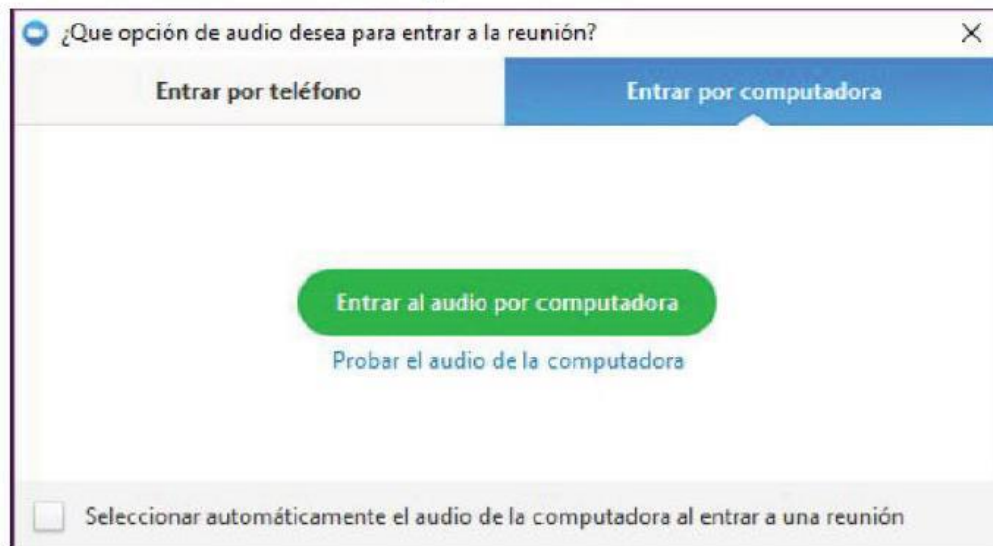 ¿Que opción de audio desea para entrar a la reunión?
Entrar por teléfono
Entrar por computadora
Entrar al audio por computadora
Probar el audio de la computadora
Seleccionar automáticamente el audio de la computadora al entrar a una reunión